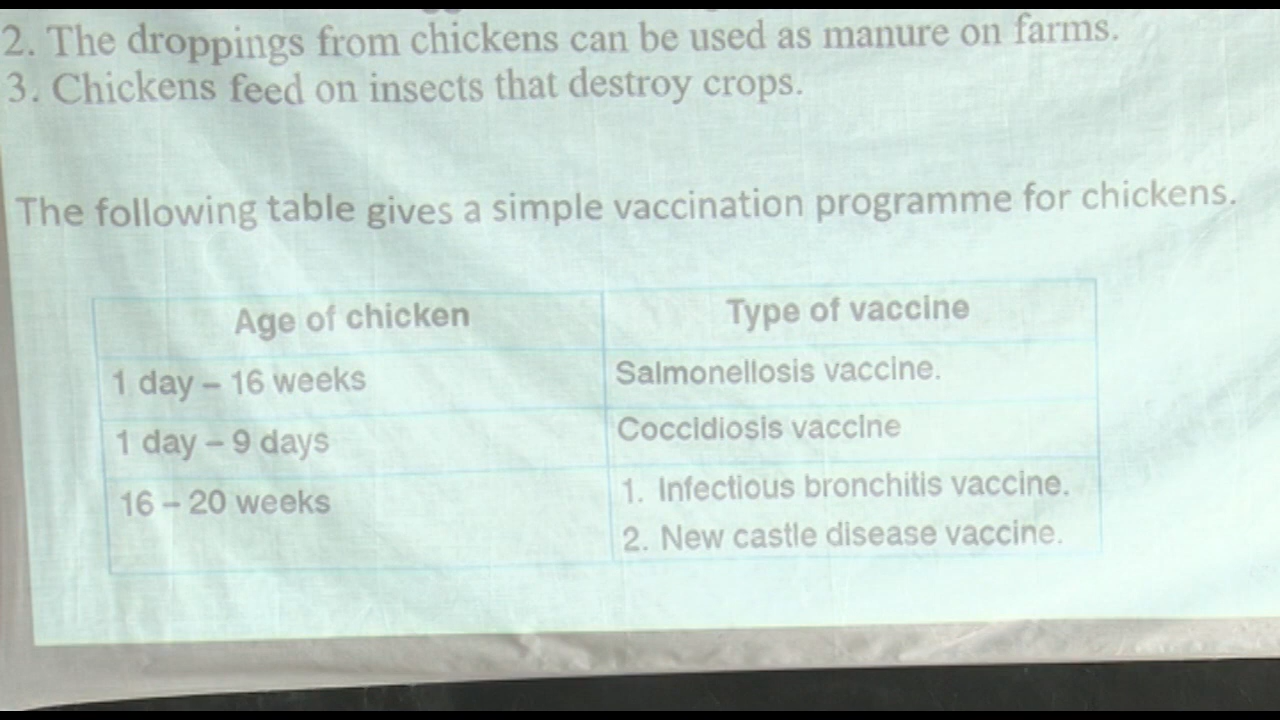 2. The droppings from chickens can be used as manure on farms.
3. Chickens feed on insects that destroy crops.
The following table gives a simple vaccination programme for chickens.
Age of chicken Type of vaccine
1 day – 16 weeks Salmonellosis vaccine.
1 day – 9 days Coccidiosis vaccine
16 – 20 weeks 1. Infectious bronchitis vaccine.
2. New castle disease vaccine.